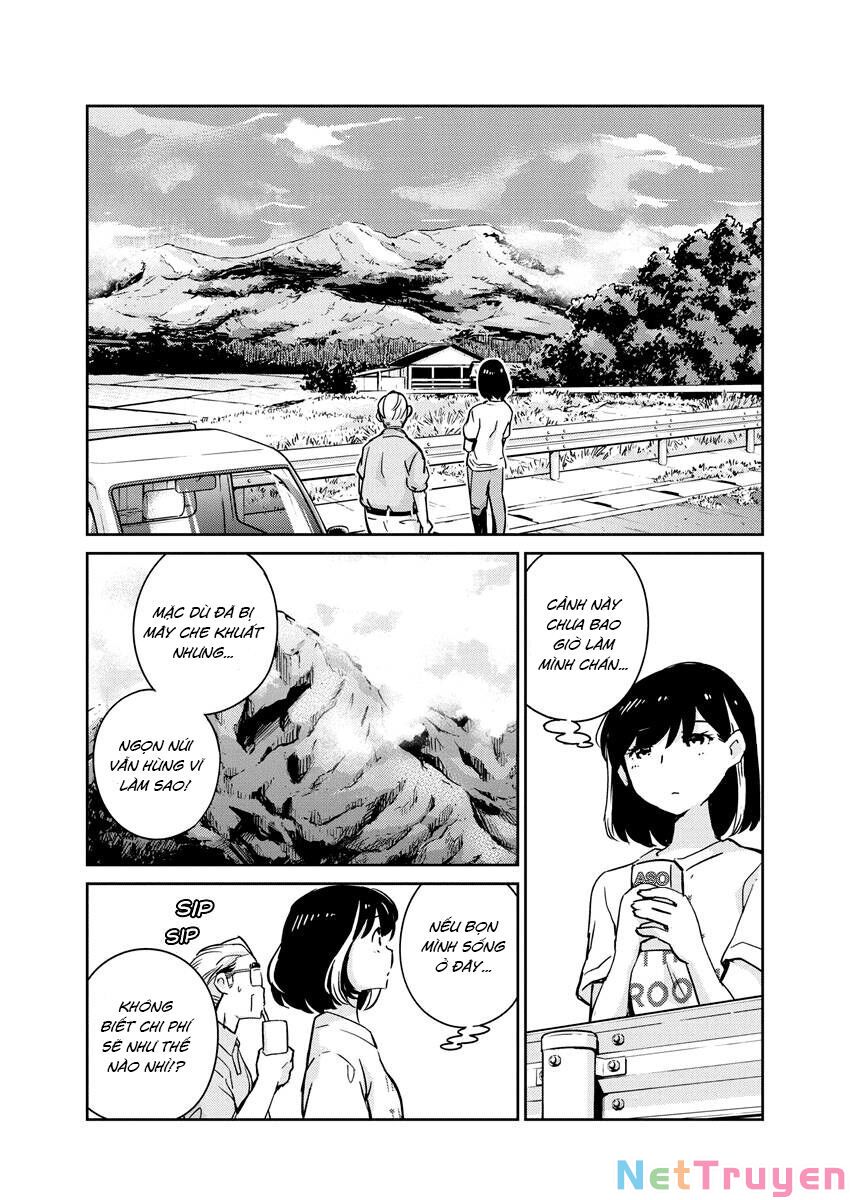 MẶC DÙ ĐÃ BỊ
MÂY CHE KHUẤT
NHƯNG...
NGỌN NÚI
VẪN HÙNG VĨ
LÀM SAO!
CẢNH NÀY
CHƯA BAO
GIỜ LÀM
MÌNH CHÁN...
ASO
ROO
SIP
SIP
NẾU BỌN
MÌNH SỐNG
Ở ĐÂY...
KHÔNG
BIẾT CHI PHÍ
SẼ NHƯ THẾ
NÀO NHỈ!?
NetTruyen